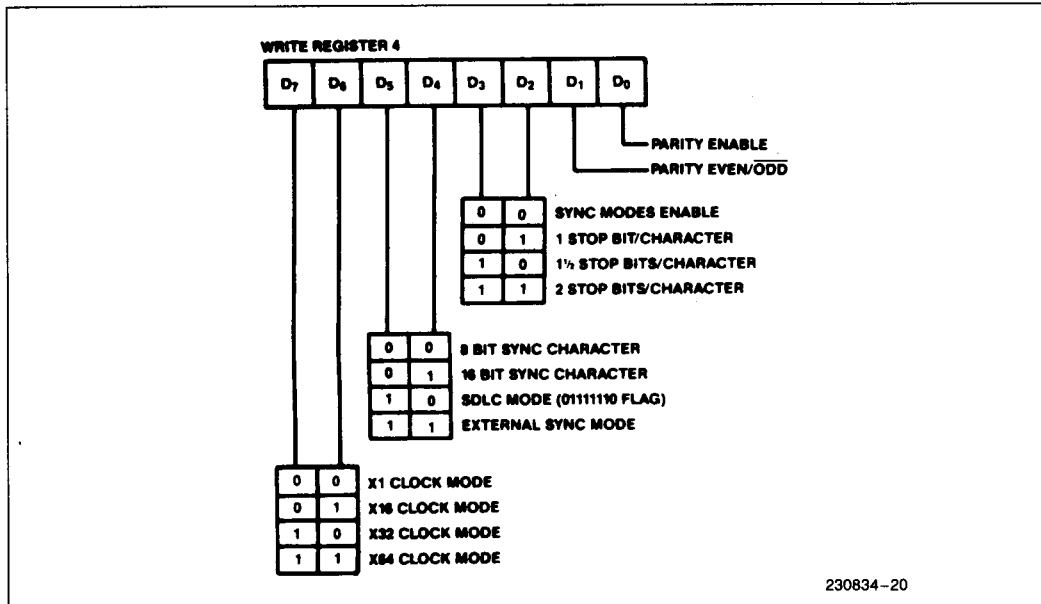 WRITE REGISTER 4
D7 D6 D5 D4 D3 D2 D1 D0
PARITY ENABLE
PARITY EVEN/O̅D̅D̅
0 0 SYNC MODES ENABLE
0 1 1 STOP BIT/CHARACTER
1 0 1½ STOP BITS/CHARACTER
1 1 2 STOP BITS/CHARACTER
0 0 8 BIT SYNC CHARACTER
0 1 16 BIT SYNC CHARACTER
1 0 SDLC MODE (01111110 FLAG)
1 1 EXTERNAL SYNC MODE
0 0 X1 CLOCK MODE
0 1 X16 CLOCK MODE
1 0 X32 CLOCK MODE
1 1 X64 CLOCK MODE
230834–20